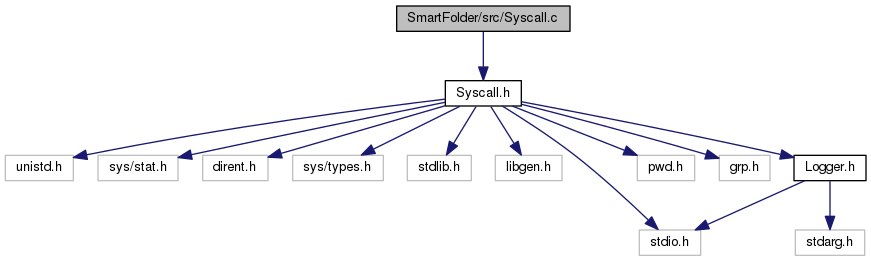 SmartFolder/src/Syscall.c
Syscall.h
unistd.h
sys/stat.h
dirent.h
sys/types.h
stdlib.h
libgen.h
pwd.h
grp.h
Logger.h
stdio.h
stdarg.h